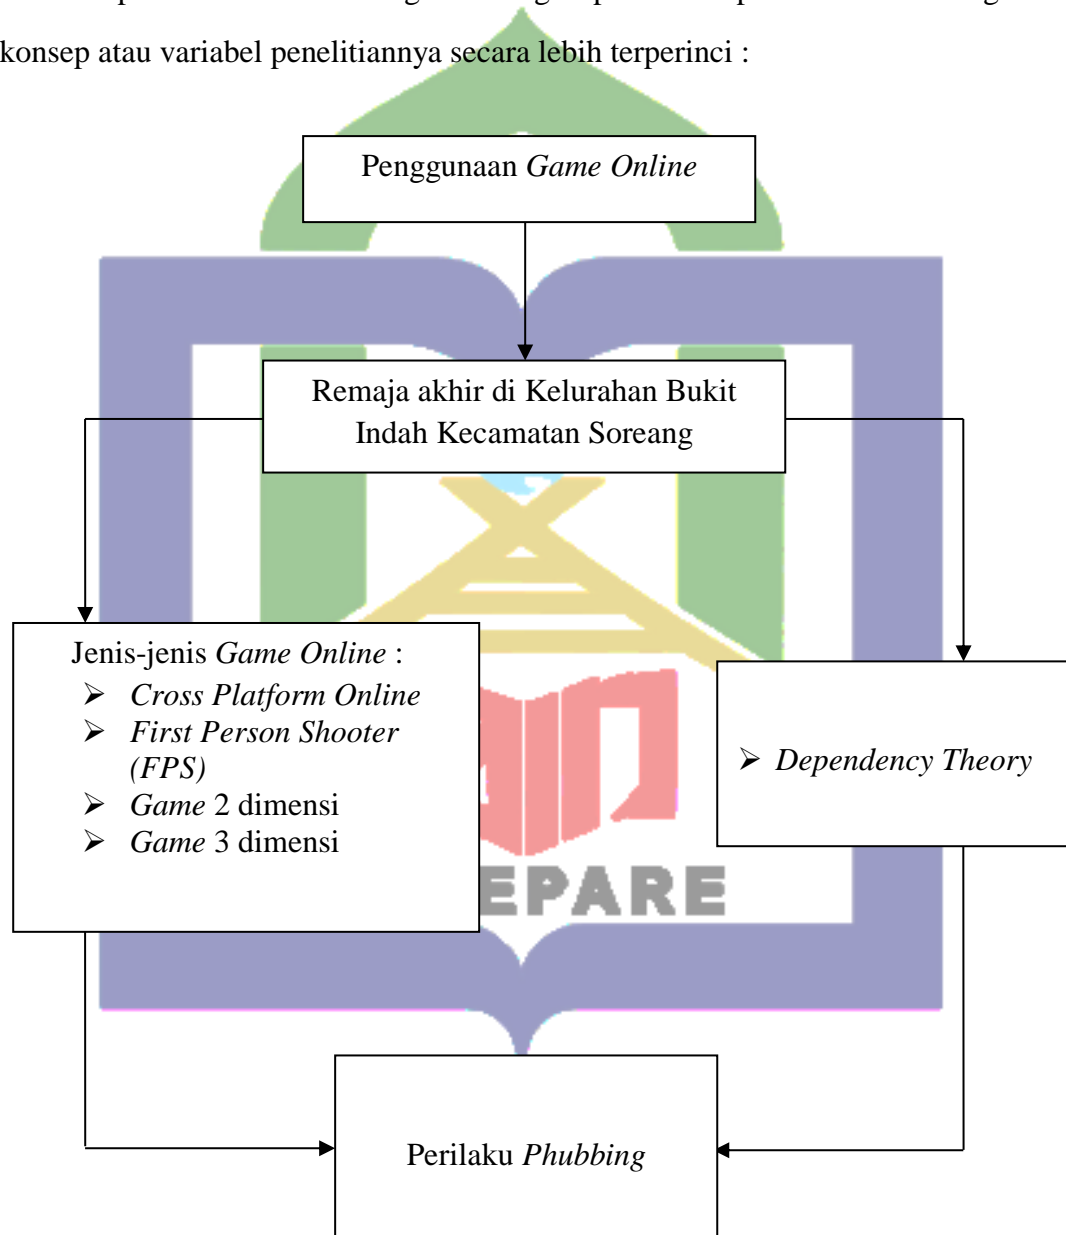 konsep atau variabel penelitiannya secara lebih terperinci :
Penggunaan Game Online
Remaja akhir di Kelurahan Bukit
Indah Kecamatan Soreang
Jenis-jenis Game Online :
➢ Cross Platform Online
➢ First Person Shooter
(FPS)
➢ Game 2 dimensi
➢ Game 3 dimensi
➢ Dependency Theory
EPARE
Perilaku Phubbing